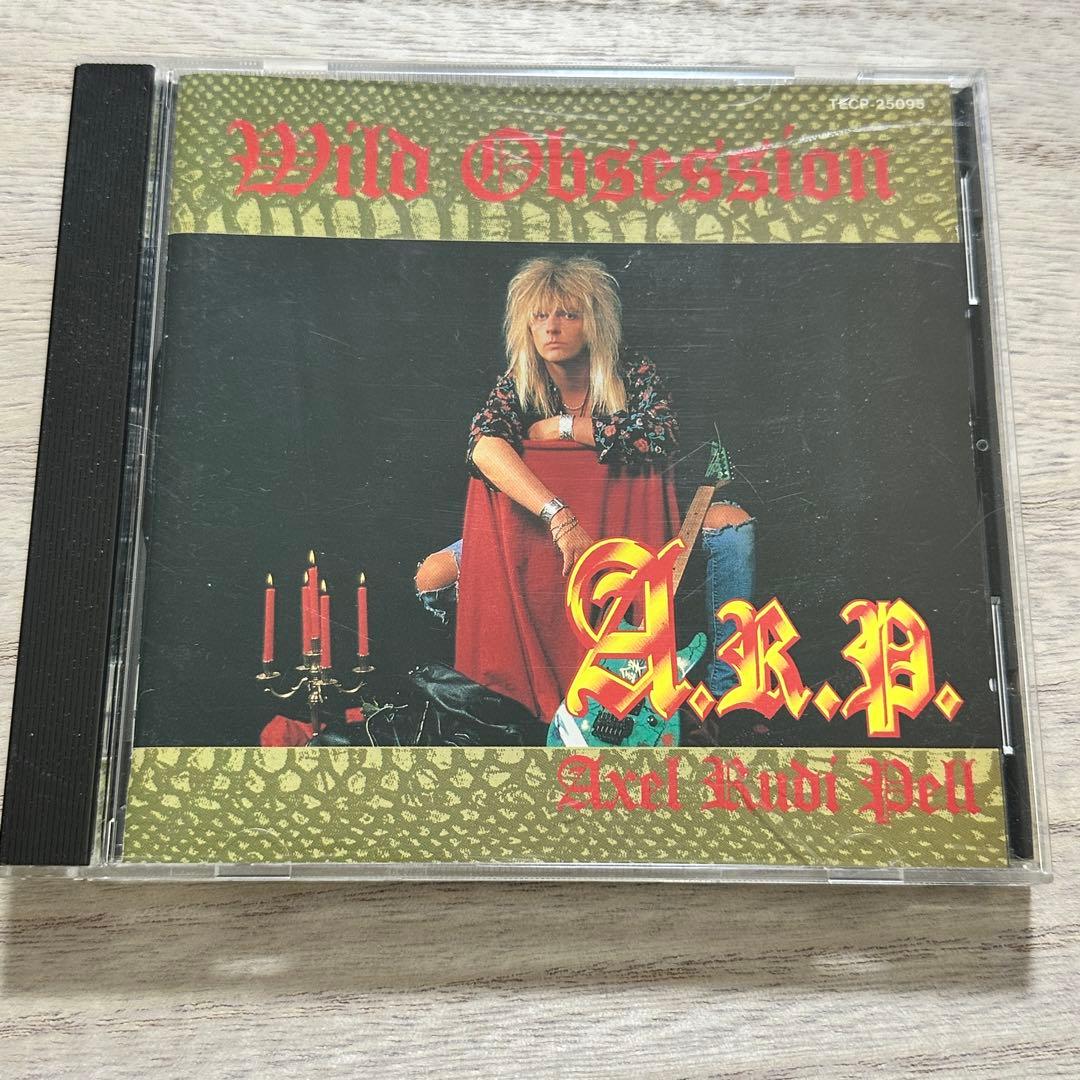 TECP-25095
Wild Obsession
A.R.P.
Axel Rudi Pell